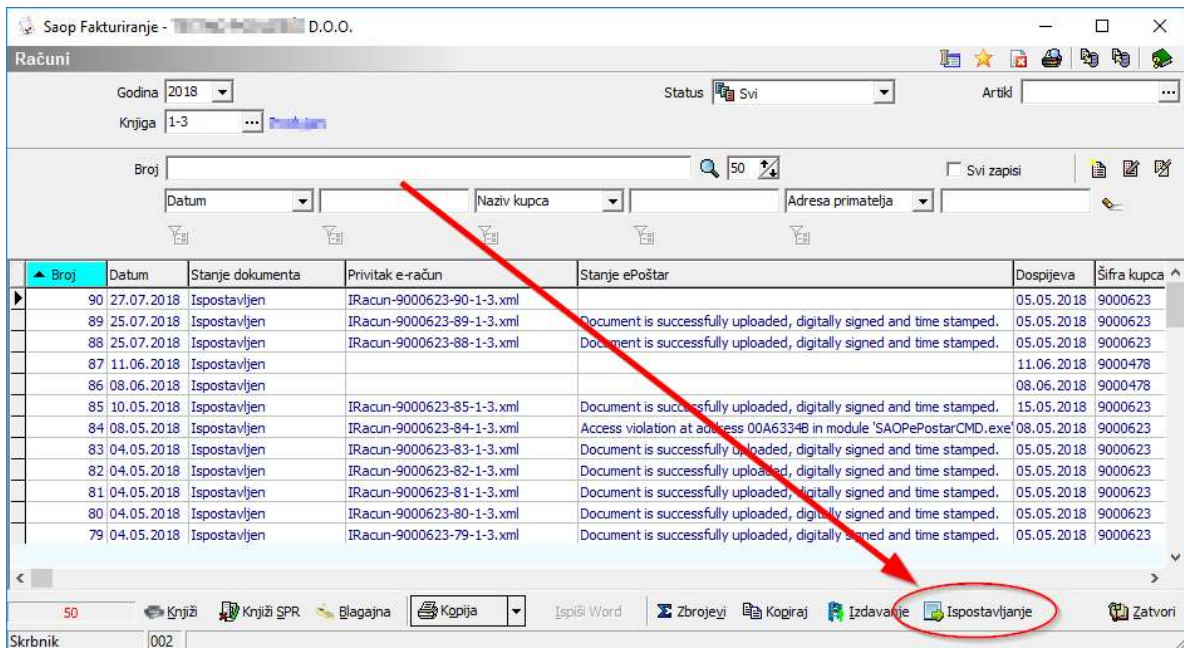 Saop Fakturiranje - D.O.O.
Računi
Godina 2018 Status Svi Artikl ...
Knjiga 1-3 ...
Broj 50 Svi zapisi
Datum Naziv kupca Adresa primatelja
Broj Datum Stanje dokumenta Privitak e-račun Stanje ePoštar Dospijeva Šifra kupca
90 27.07.2018 Ispostavljen IRacun-9000623-90-1-3.xml 05.05.2018 9000623
89 25.07.2018 Ispostavljen IRacun-9000623-89-1-3.xml Document is successfully uploaded, digitally signed and time stamped. 05.05.2018 9000623
88 25.07.2018 Ispostavljen IRacun-9000623-88-1-3.xml Document is successfully uploaded, digitally signed and time stamped. 05.05.2018 9000623
87 11.06.2018 Ispostavljen 11.06.2018 9000478
86 08.06.2018 Ispostavljen 08.06.2018 9000478
85 10.05.2018 Ispostavljen IRacun-9000623-85-1-3.xml Document is successfully uploaded, digitally signed and time stamped. 15.05.2018 9000623
84 08.05.2018 Ispostavljen IRacun-9000623-84-1-3.xml Access violation at address 00A6334B in module 'SAOPePostarCMD.exe' 08.05.2018 9000623
83 04.05.2018 Ispostavljen IRacun-9000623-83-1-3.xml Document is successfully uploaded, digitally signed and time stamped. 05.05.2018 9000623
82 04.05.2018 Ispostavljen IRacun-9000623-82-1-3.xml Document is successfully uploaded, digitally signed and time stamped. 05.05.2018 9000623
81 04.05.2018 Ispostavljen IRacun-9000623-81-1-3.xml Document is successfully uploaded, digitally signed and time stamped. 05.05.2018 9000623
80 04.05.2018 Ispostavljen IRacun-9000623-80-1-3.xml Document is successfully uploaded, digitally signed and time stamped. 05.05.2018 9000623
79 04.05.2018 Ispostavljen IRacun-9000623-79-1-3.xml Document is successfully uploaded, digitally signed and time stamped. 05.05.2018 9000623
50 Knjiži Knjiži SPR Blagajna Kopija Ispiši Word Zbrojevi Kopiraj Izdavanje Ispostavljanje Zatvori
Skrbnik 002